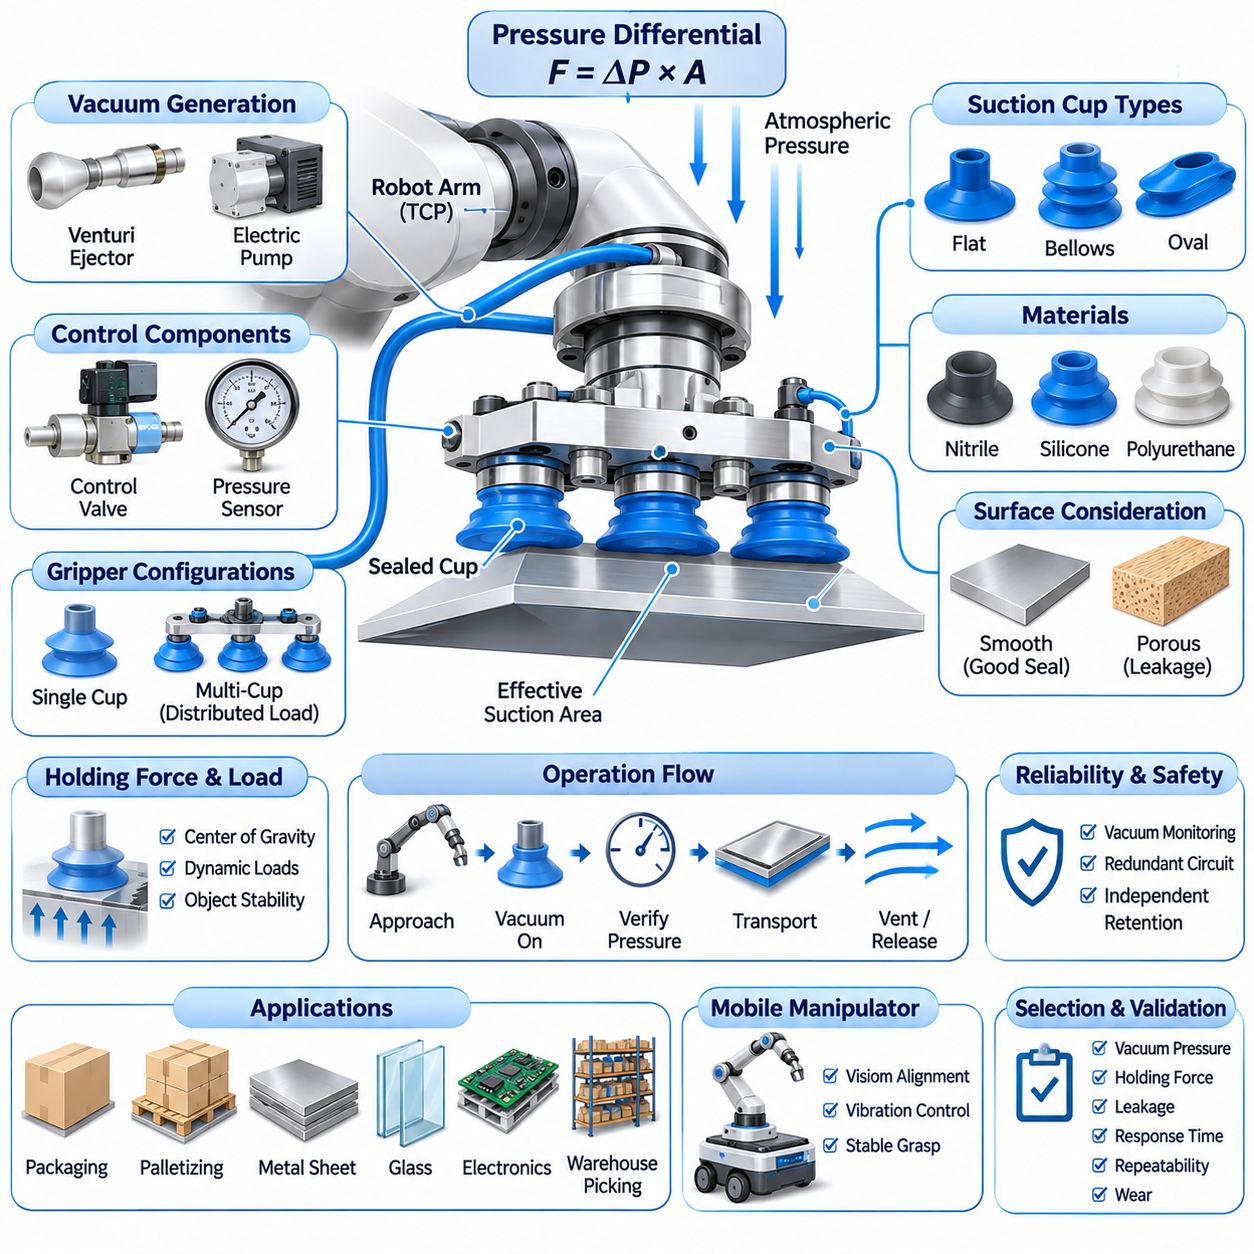 Pressure Differential
F = ΔP × A
Vacuum Generation
Venturi
Ejector
Electric
Pump
Robot Arm
(TCP)
Atmospheric
Pressure
Suction Cup Types
Flat
Bellows
Oval
Control Components
Control
Valve
Pressure
Sensor
Materials
Nitrile
Silicone
Polyurethane
Gripper Configurations
Single Cup
Multi-Cup
(Distributed Load)
Sealed Cup
Effective
Suction Area
Surface Consideration
Smooth
(Good Seal)
Porous
(Leakage)
Holding Force & Load
Center of Gravity
Dynamic Loads
Object Stability
Operation Flow
Approach
Vacuum
On
Verify
Pressure
Transport
Vent /
Release
Reliability & Safety
Vacuum Monitoring
Redundant Circuit
Independent
Retention
Applications
Packaging
Palletizing
Metal Sheet
Glass
Electronics
Warehouse
Picking
Mobile Manipulator
Visiom Alignment
Vibration Control
Stable Grasp
Selection & Validation
Vacuum Pressure
Holding Force
Leakage
Response Time
Repeatability
Wear